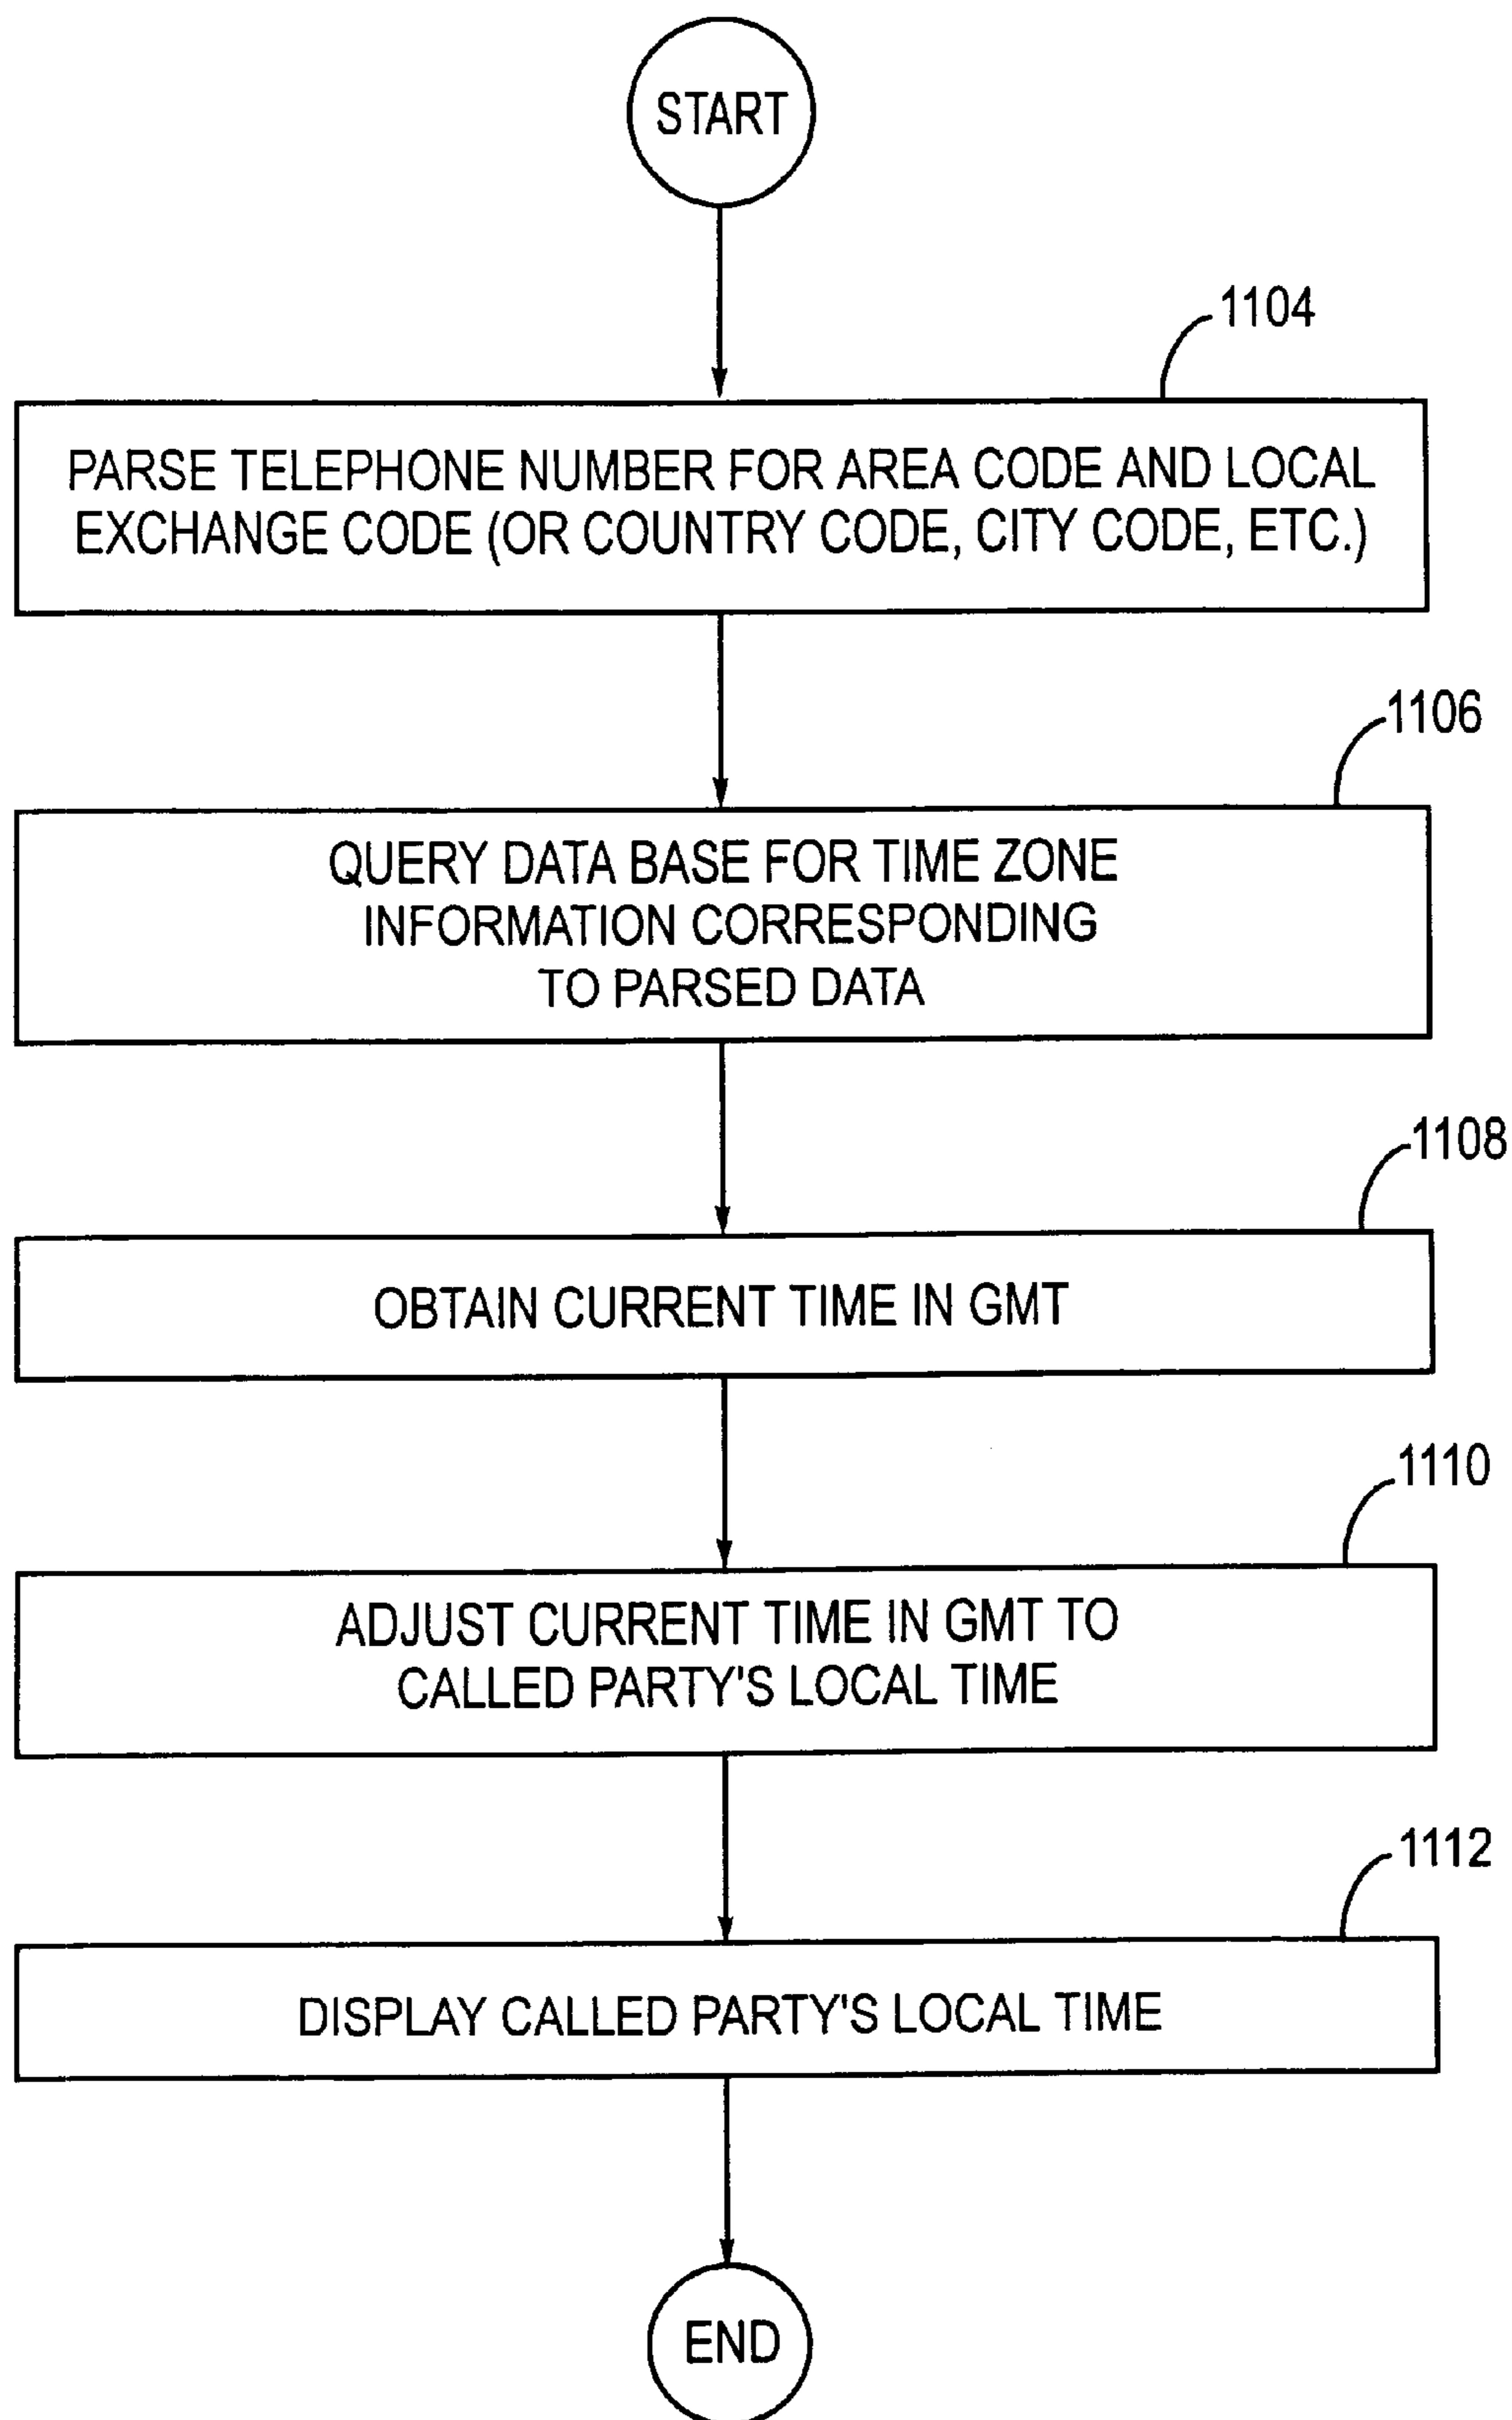 START
1104
PARSE TELEPHONE NUMBER FOR AREA CODE AND LOCAL
EXCHANGE CODE (OR COUNTRY CODE, CITY CODE, ETC.)
1106
QUERY DATA BASE FOR TIME ZONE
INFORMATION CORRESPONDING
TO PARSED DATA
1108
OBTAIN CURRENT TIME IN GMT
1110
ADJUST CURRENT TIME IN GMT TO
CALLED PARTY'S LOCAL TIME
1112
DISPLAY CALLED PARTY'S LOCAL TIME
END